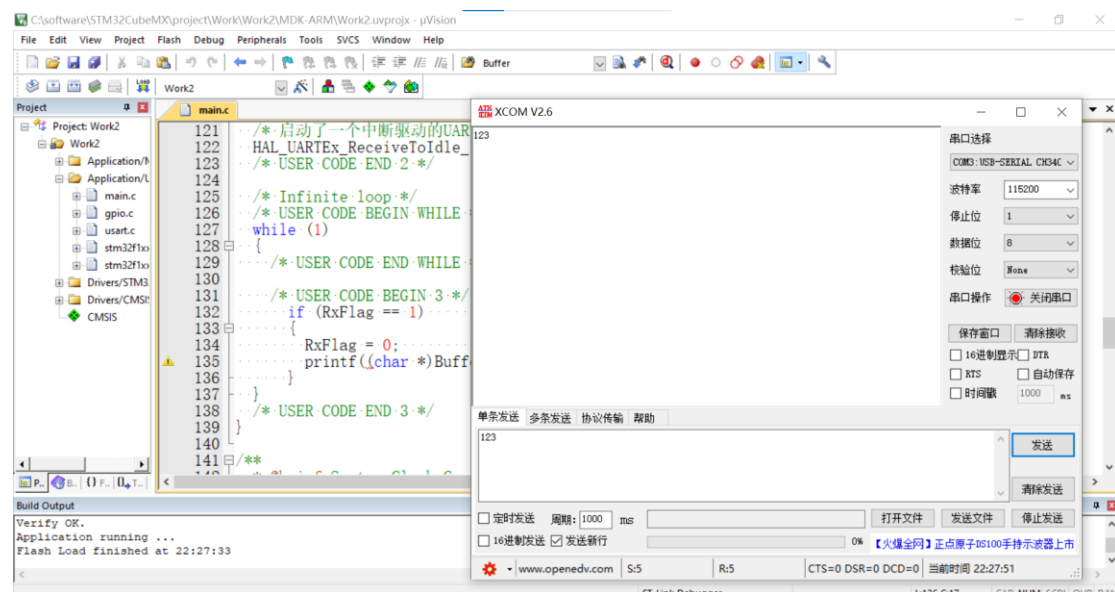 C:\software\STM32CubeMX\project\Work\Work2\MDK-ARM\Work2.uvprojx - µVision
File Edit View Project Flash Debug Peripherals Tools SVCS Window Help
Buffer
LOAD
Work2
Project
Project: Work2
Work2
Application/
Application/
main.c
gpio.c
usart.c
stm32f1x
stm32f1x
Drivers/STM3
Drivers/CMSI
CMSIS
P.. B.. {} F.. T..
main.c
121 /* 启动了一个中断驱动的UAR
122 HAL_UARTEx_ReceiveToIdle_
123 /* USER CODE END 2 */
124
125 /* Infinite loop */
126 /* USER CODE BEGIN WHILE
127 while (1)
128 {
129 /* USER CODE END WHILE
130
131 /* USER CODE BEGIN 3 */
132 if (RxFlag == 1)
133 {
134 RxFlag = 0;
135 printf((char *)Buff
136 }
137 }
138 /* USER CODE END 3 */
139 }
140
141 /**
Build Output
Verify OK.
Application running ...
Flash Load finished at 22:27:33
ATK XCOM V2.6
123
串口选择
COM3:USB-SERIAL CH34C
波特率 115200
停止位 1
数据位 8
校验位 None
串口操作 关闭串口
保存窗口 清除接收
16进制显示 DTR
RTS 自动保存
时间戳 1000 ms
单条发送 多条发送 协议传输 帮助
123
发送
清除发送
定时发送 周期: 1000 ms 打开文件 发送文件 停止发送
16进制发送 发送新行 0% 【火爆全网】正点原子DS100手持示波器上市
www.openedv.com S:5 R:5 CTS=0 DSR=0 DCD=0 当前时间 22:27:51